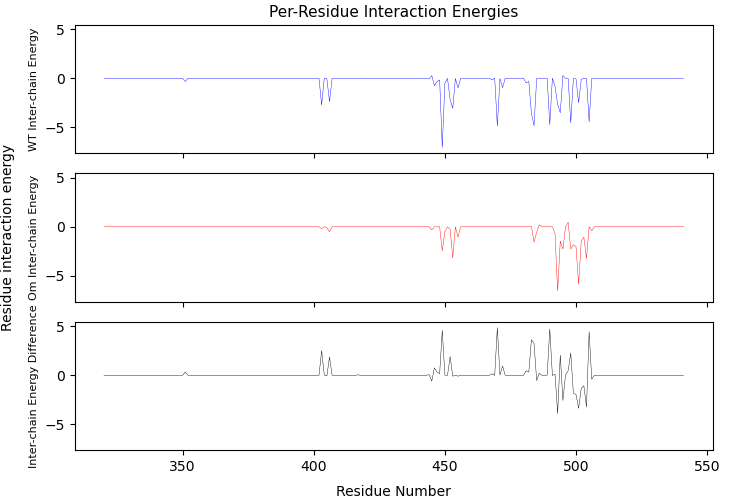 Per-Residue Interaction Energies
Residue interaction energy
WT Inter-chain Energy
5
0
−5
Om Inter-chain Energy
5
0
−5
Inter-chain Energy Difference
5
0
−5
350
400
450
500
550
Residue Number